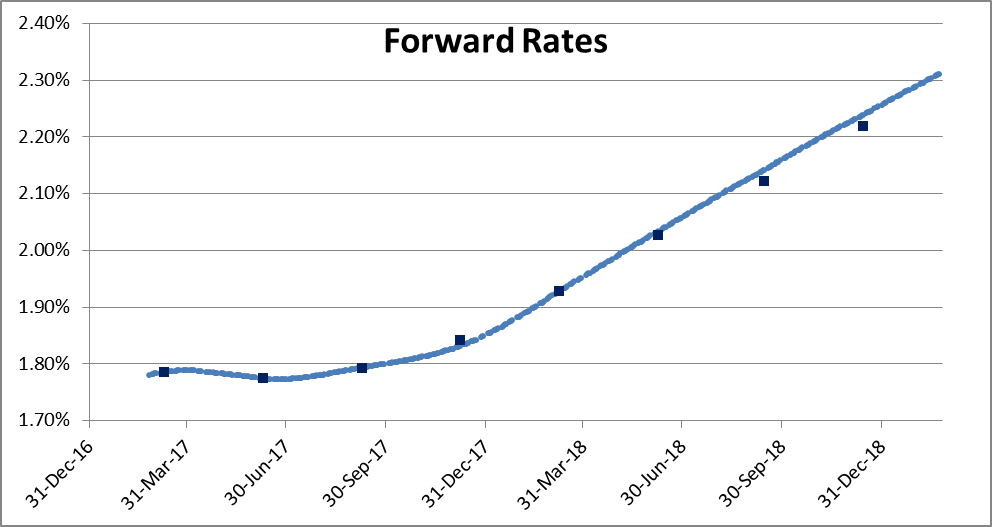 Forward Rates
2.40%
2.30%
2.20%
2.10%
2.00%
1.90%
1.80%
1.70%
31-Dec-16
31-Mar-17
30-Jun-17
30-Sep-17
31-Dec-17
31-Mar-18
30-Jun-18
30-Sep-18
31-Dec-18